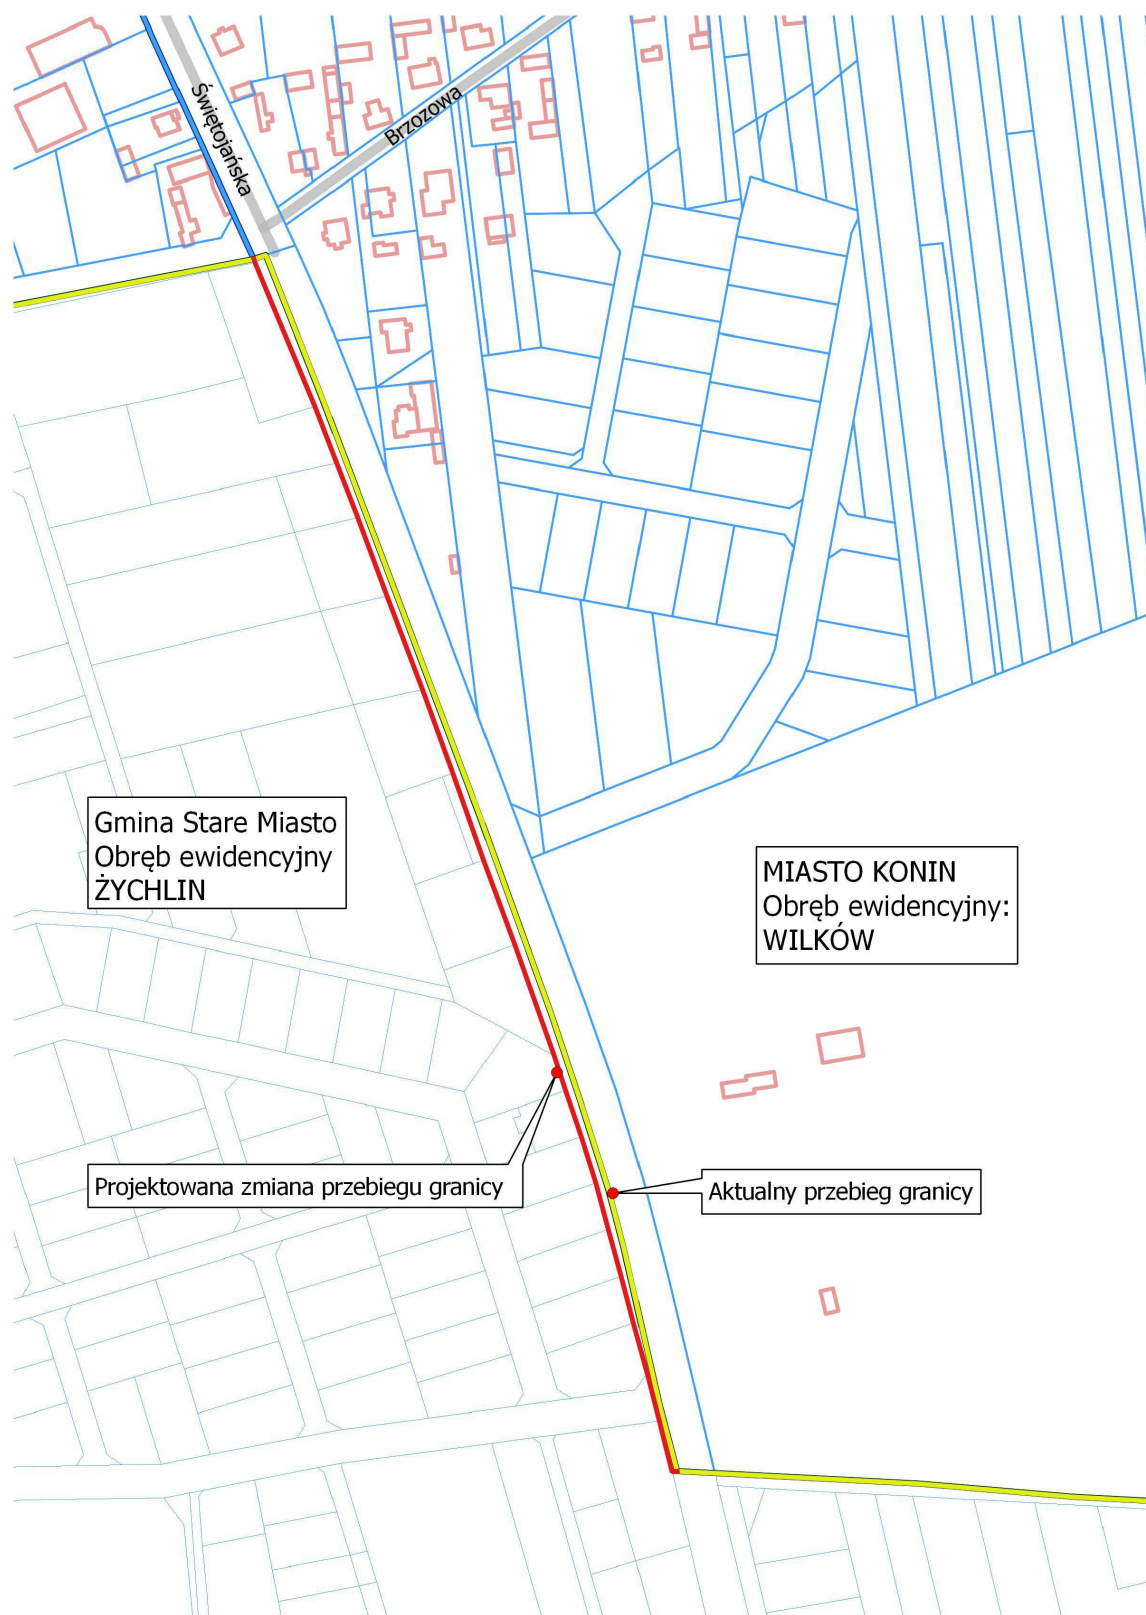 Świętojańska
Brzozowa
Gmina Stare Miasto
Obręb ewidencyjny
ŻYCHLIN
MIASTO KONIN
Obręb ewidencyjny:
WILKÓW
Projektowana zmiana przebiegu granicy
Aktualny przebieg granicy